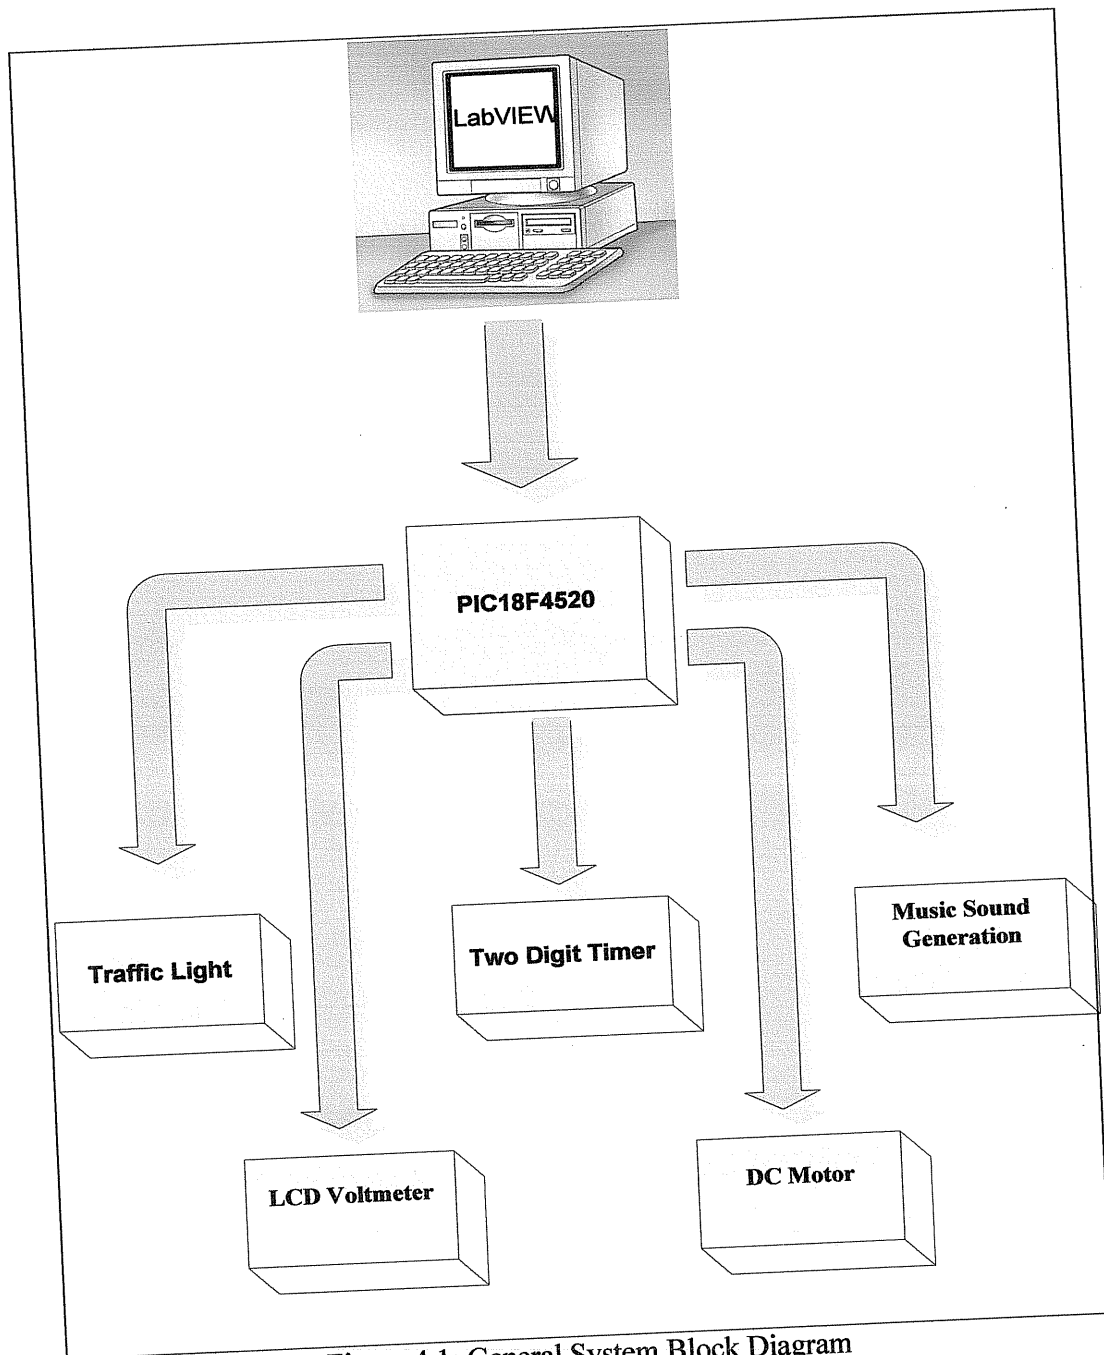 LabVIEW
PIC18F4520
Traffic Light
Two Digit Timer
Music Sound
Generation
LCD Voltmeter
DC Motor
4.1 General System Block Diagram